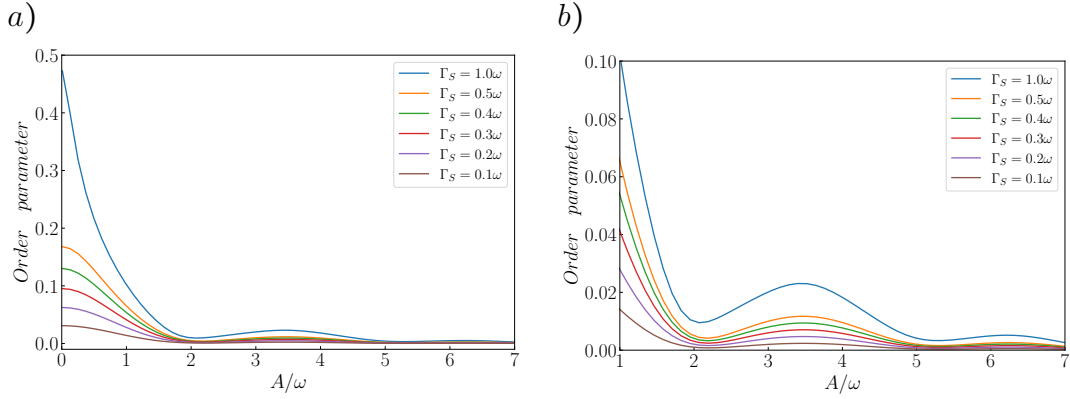 a)
0.5
0.4
0.3
0.2
0.1
0.0
Order parameter
0 1 2 3 4 5 6 7
A/ω
Γ_S = 1.0ω
Γ_S = 0.5ω
Γ_S = 0.4ω
Γ_S = 0.3ω
Γ_S = 0.2ω
Γ_S = 0.1ω
b)
0.10
0.08
0.06
0.04
0.02
0.00
Order parameter
1 2 3 4 5 6 7
A/ω
Γ_S = 1.0ω
Γ_S = 0.5ω
Γ_S = 0.4ω
Γ_S = 0.3ω
Γ_S = 0.2ω
Γ_S = 0.1ω